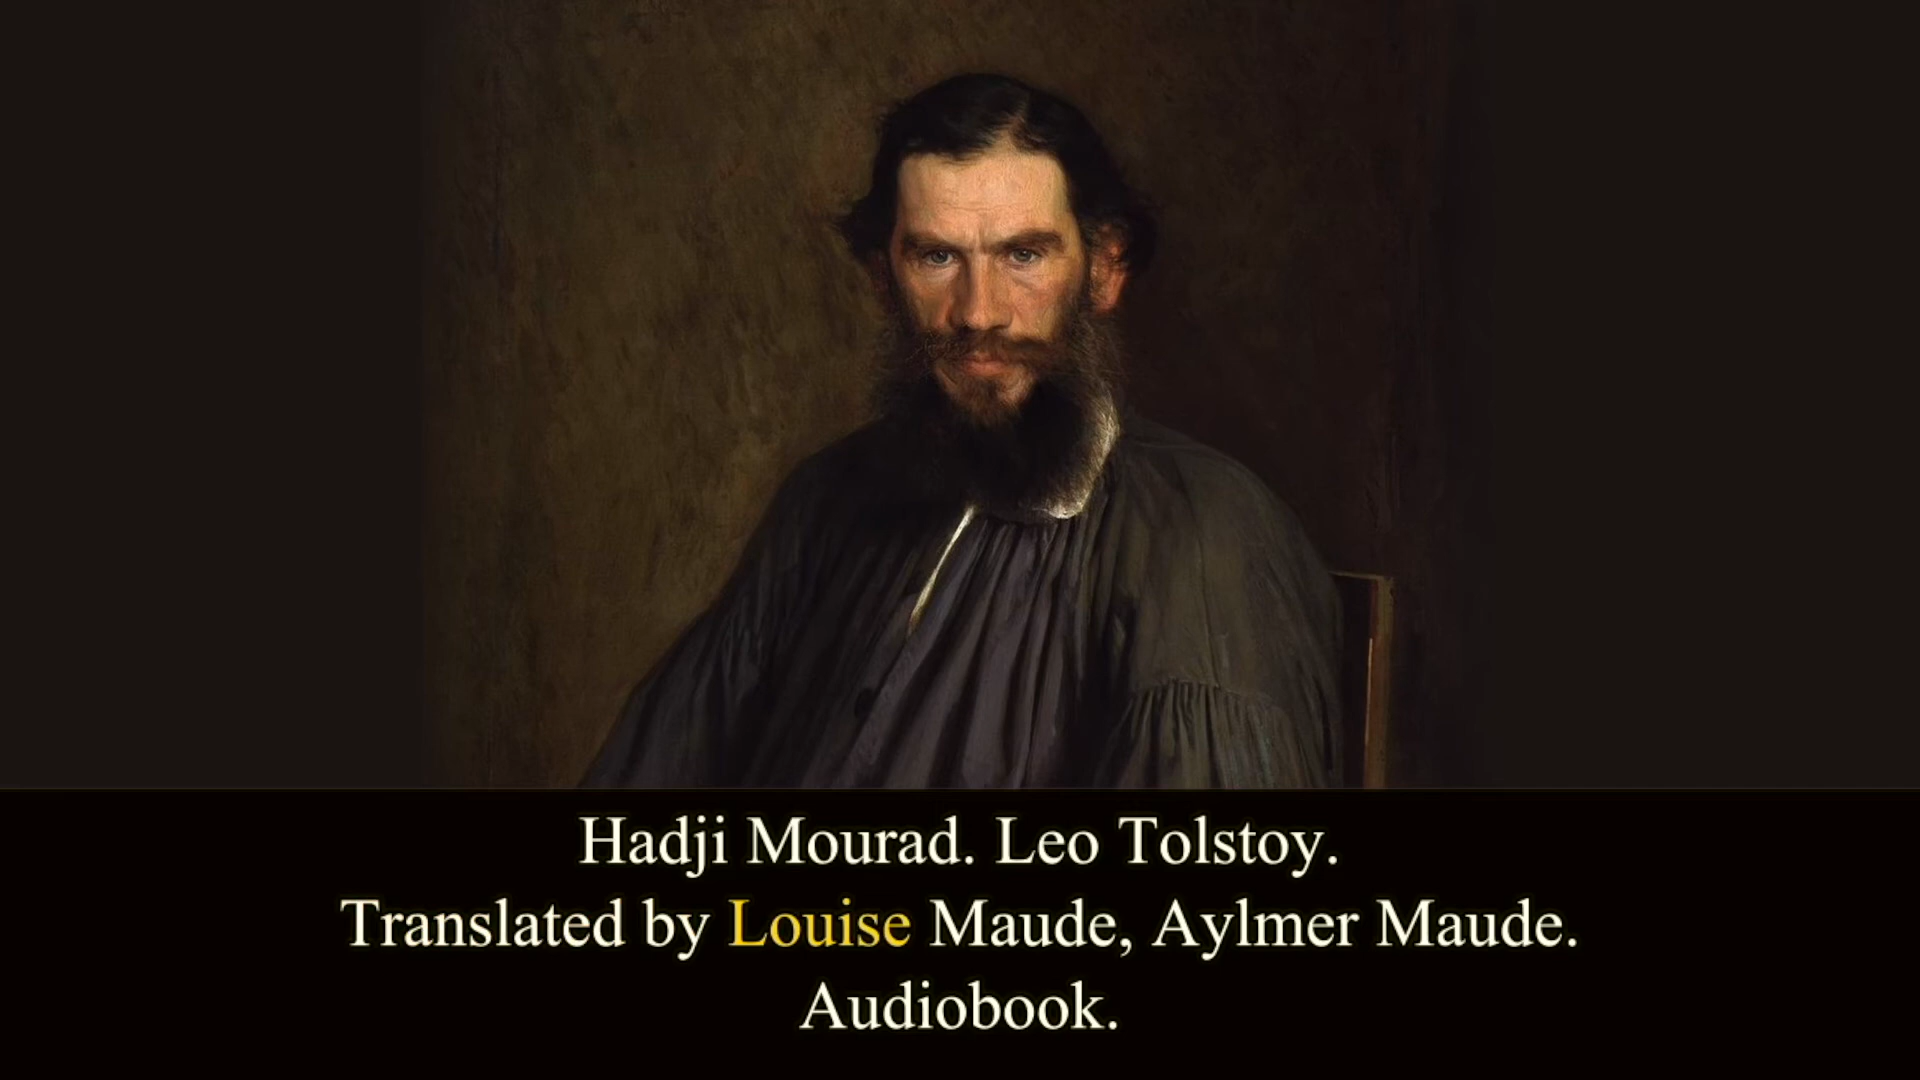 Hadji Mourad. Leo Tolstoy.
Translated by Louise Maude, Aylmer Maude.
Audiobook.